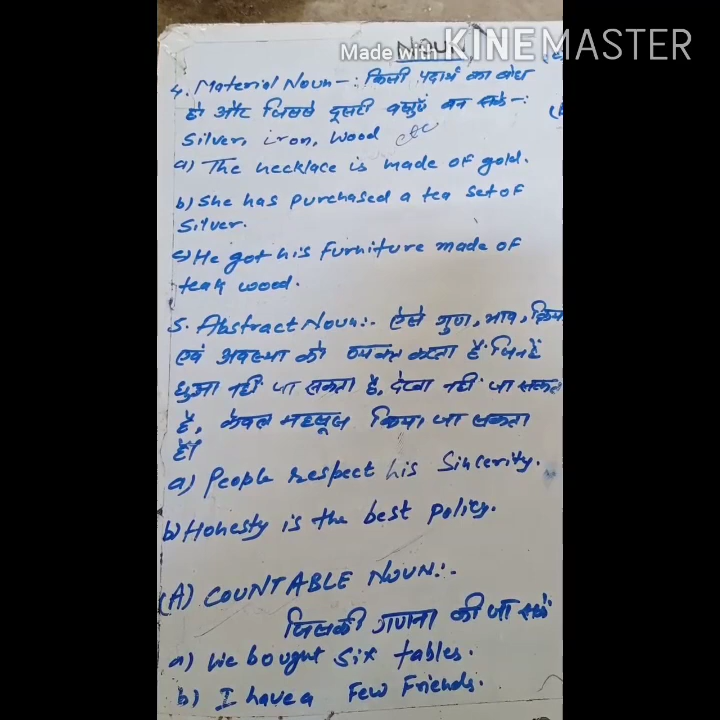 NOUN
Made with KINEMASTER
4. Material Noun-: किसी पदार्थ का बोध
हो और जिससे दूसरी वस्तुएँ बन सके-:
Silver, iron, wood etc
a) The necklace is made of gold.
b) She has purchased a tea set of
Silver.
c) He got his furniture made of
teak wood.
5. Abstract Noun:- ऐसे गुण, भाव, क्रिया
एवं अवस्था को व्यक्त करता है जिन्हें
छुआ नहीं जा सकता है, देखा नहीं जा सकता
है, केवल महसूस किया जा सकता
है।
a) People respect his Sincerity.
b) Honesty is the best policy.
(A) COUNTABLE NOUN:-
जिसकी गणना की जा सके
a) We bought Six tables.
b) I have a Few Friends.